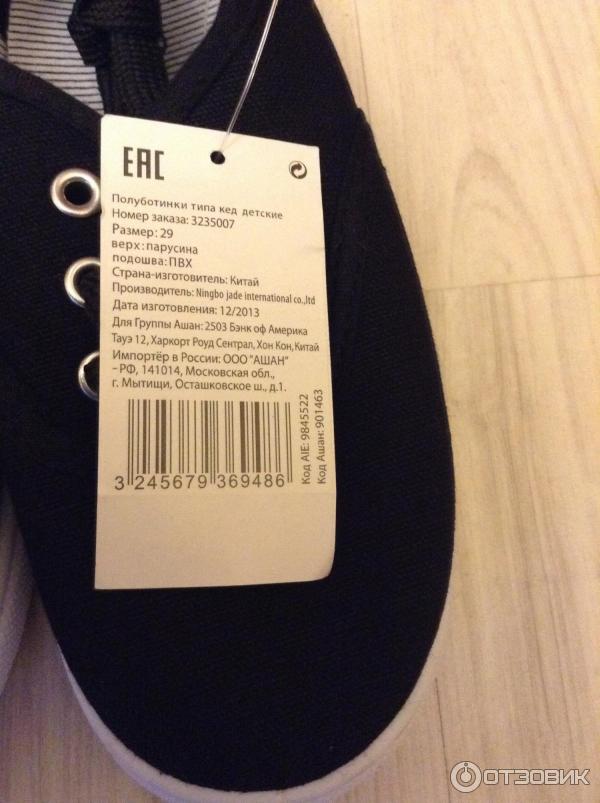 EAC
Полуботинки типа кед детские
Номер заказа: 3235007
Размер: 29
верх: парусина
подошва: ПВХ
Страна-изготовитель: Китай
Производитель: Ningbo jade international co.,ltd
Дата изготовления: 12/2013
Для Группы Ашан: 2503 Бэнк оф Америка
Тауэ 12, Харкорт Роуд Сентрал, Хон Кон, Китай
Импортёр в России: ООО "АШАН"
– РФ, 141014, Московская обл.,
г. Мытищи, Осташковское ш., д.1.
3 245679 369486
Код AIE: 9845522
Код Ашан: 901463
ОТЗОВИК